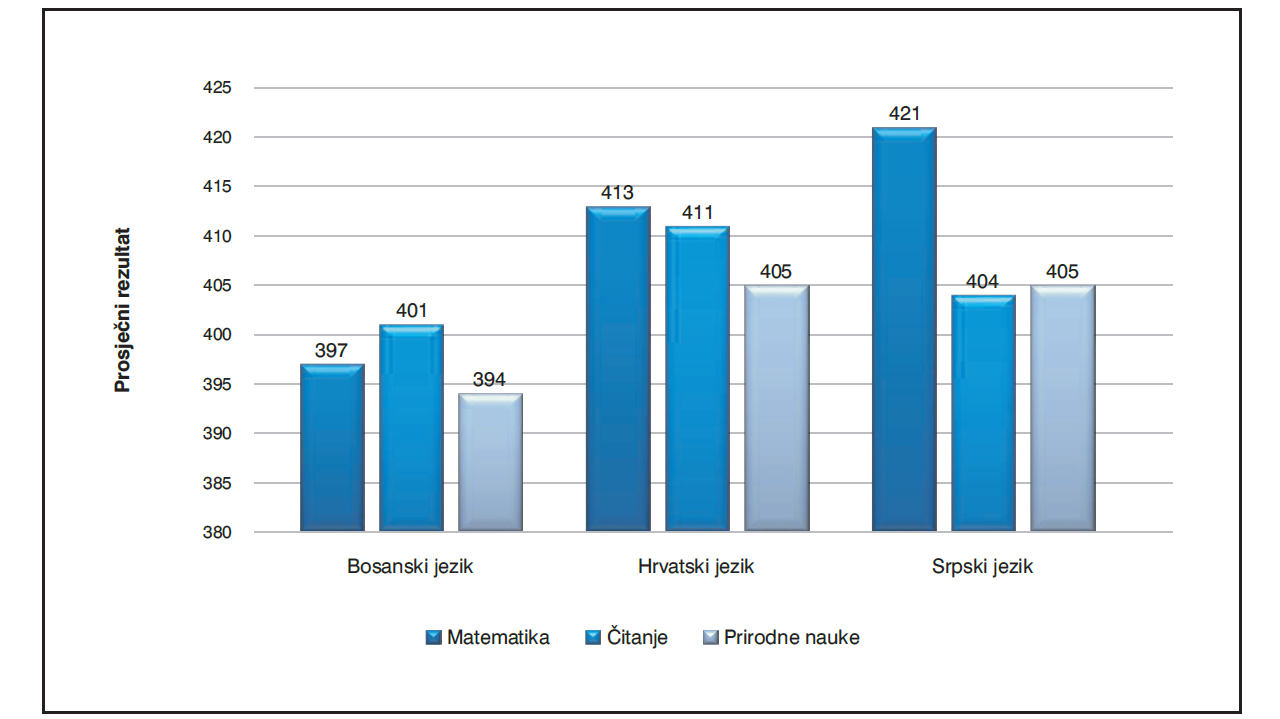 Prosječni rezultat
425
420
415
410
405
400
395
390
385
380
397
401
394
413
411
405
421
404
405
Bosanski jezik
Hrvatski jezik
Srpski jezik
Matematika
Čitanje
Prirodne nauke